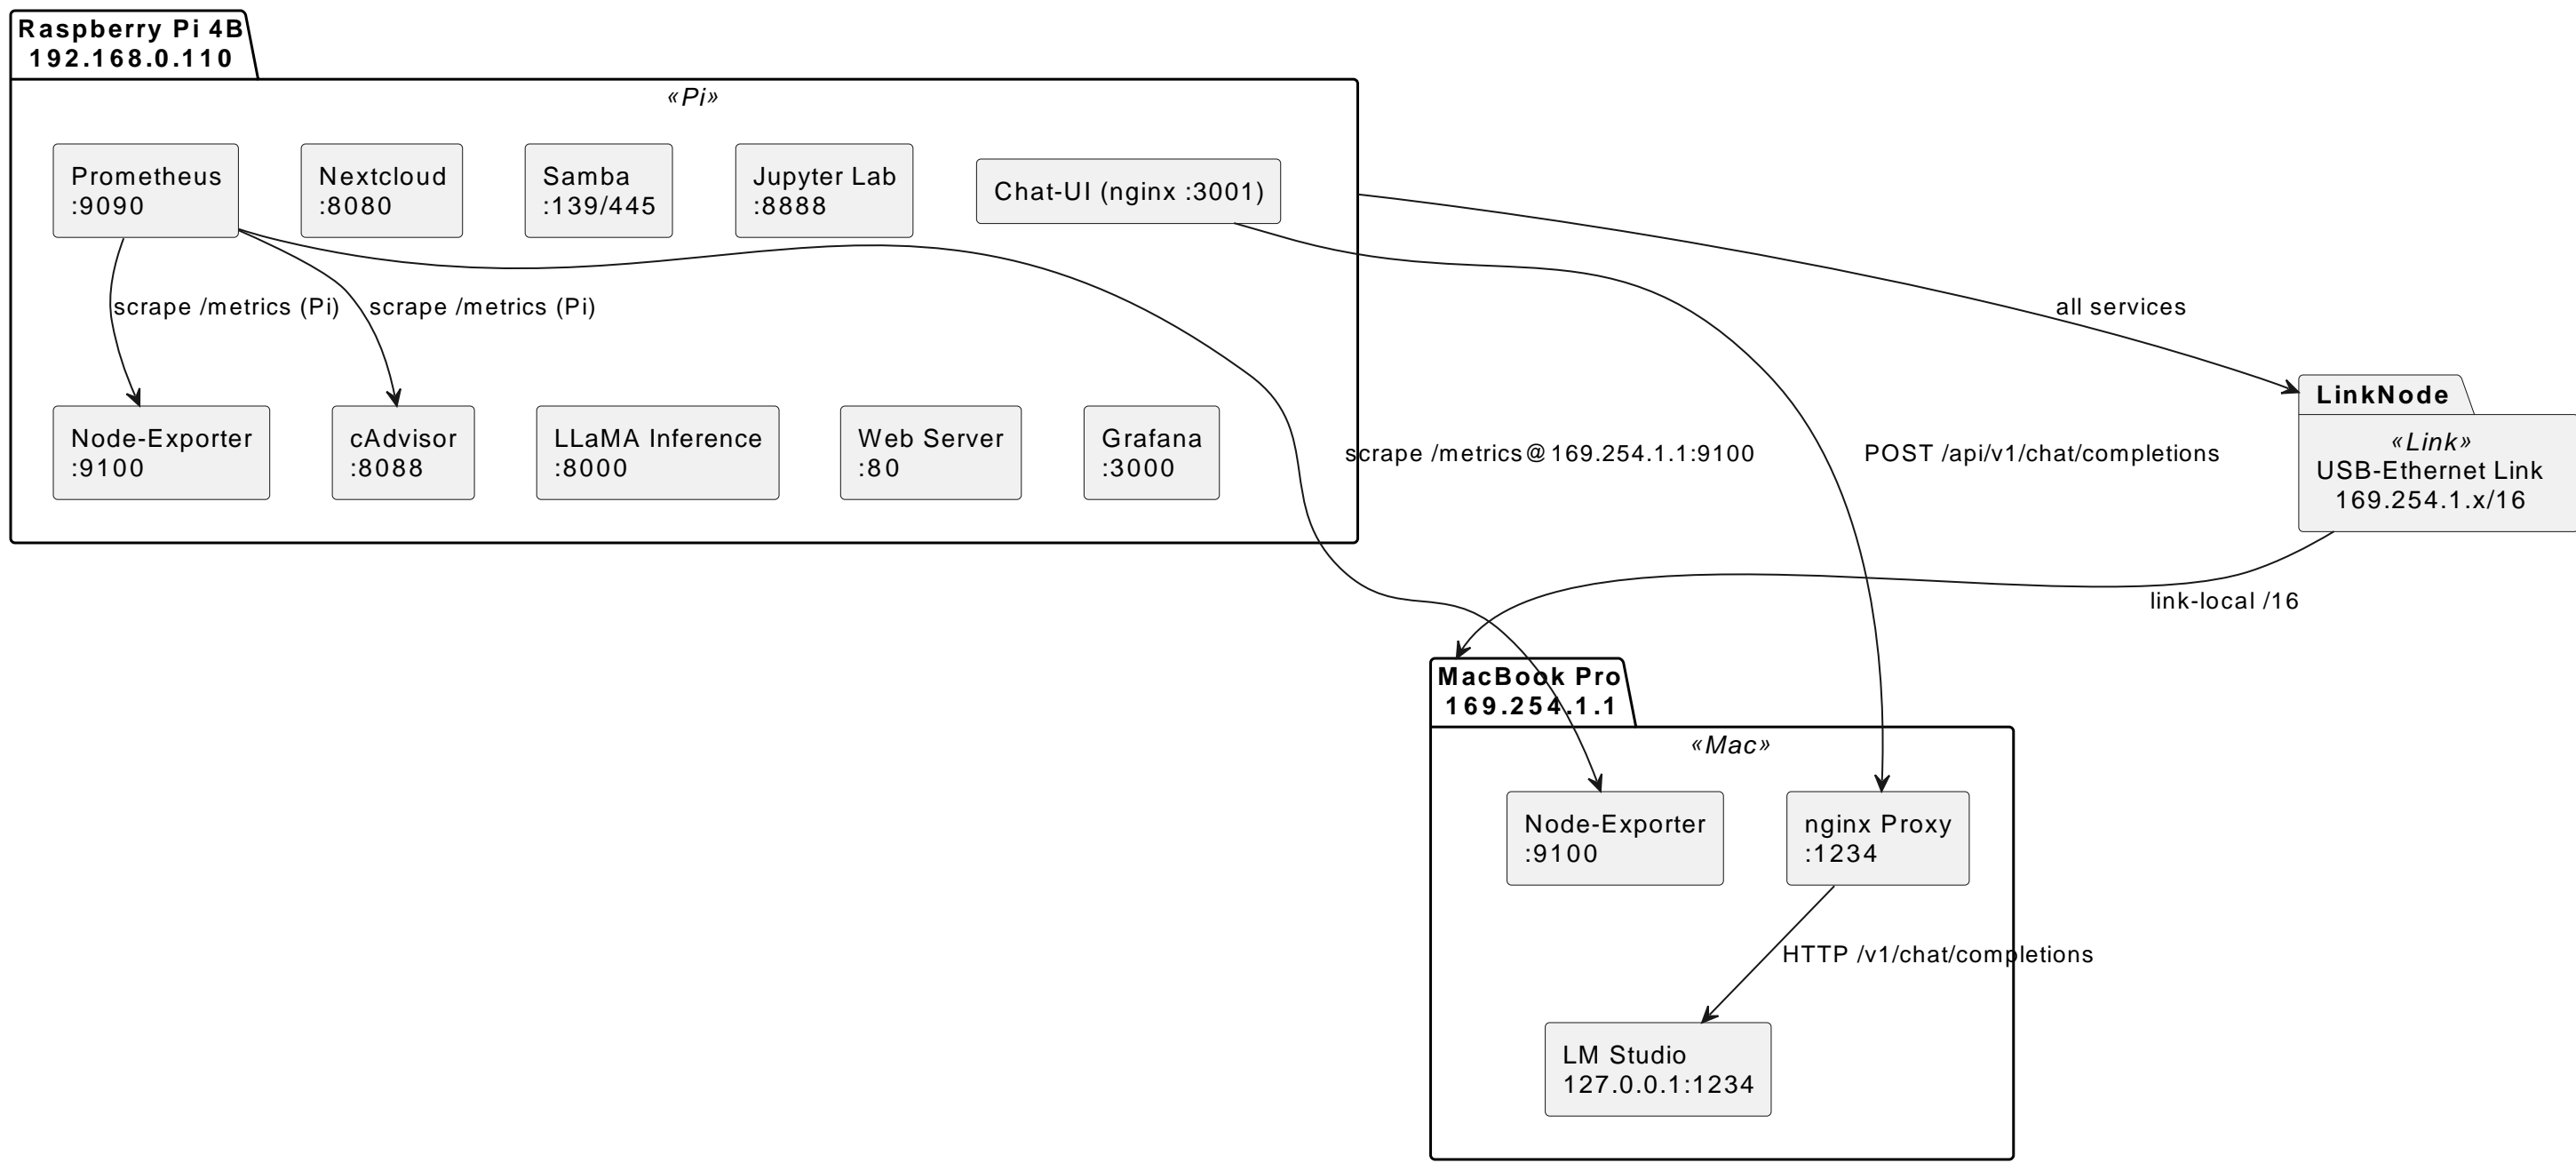 Raspberry Pi 4B
192.168.0.110
«Pi»
Prometheus
:9090
Nextcloud
:8080
Samba
:139/445
Jupyter Lab
:8888
Chat-UI (nginx :3001)
scrape /metrics (Pi)
scrape /metrics (Pi)
all services
Node-Exporter
:9100
cAdvisor
:8088
LLaMA Inference
:8000
Web Server
:80
Grafana
:3000
scrape /metrics@169.254.1.1:9100
POST /api/v1/chat/completions
LinkNode
«Link»
USB-Ethernet Link
169.254.1.x/16
link-local /16
MacBook Pro
169.254.1.1
«Mac»
Node-Exporter
:9100
nginx Proxy
:1234
HTTP /v1/chat/completions
LM Studio
127.0.0.1:1234